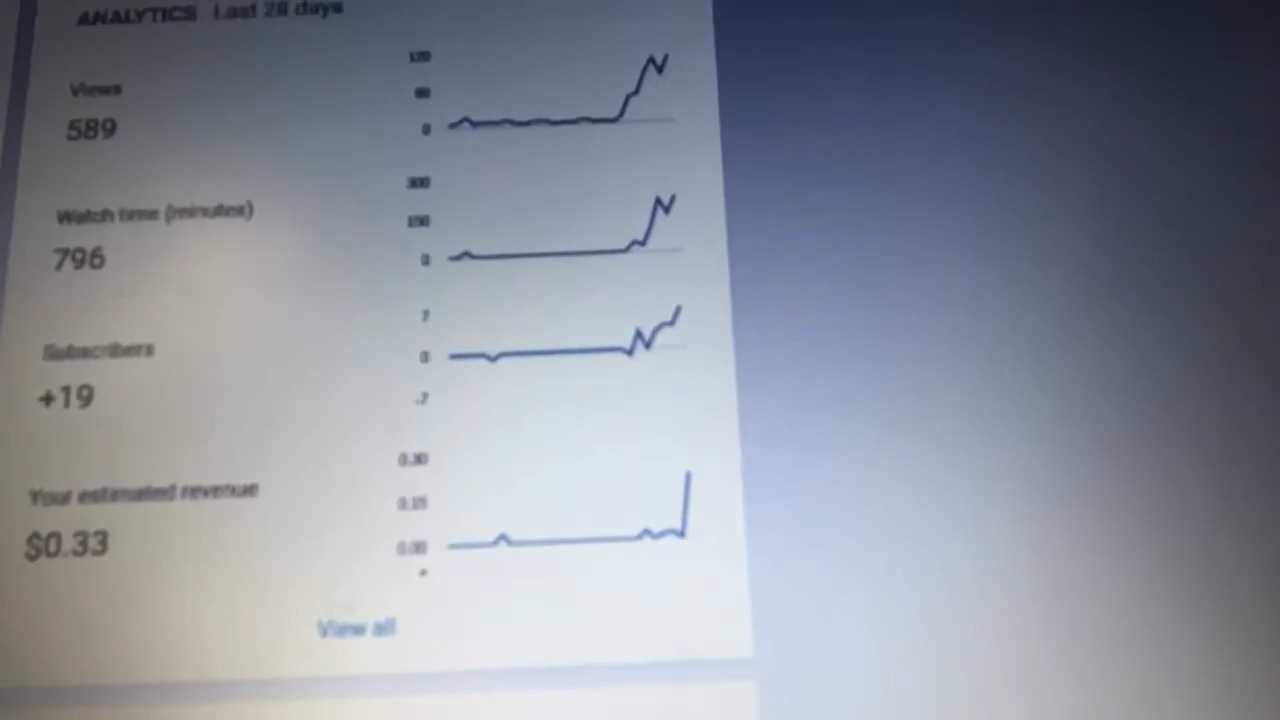 ANALYTICS Last 28 days
Views
589
120
60
0
Watch time (minutes)
796
300
150
0
Subscribers
+19
7
0
-7
Your estimated revenue
$0.33
0.30
0.15
0.00
View all